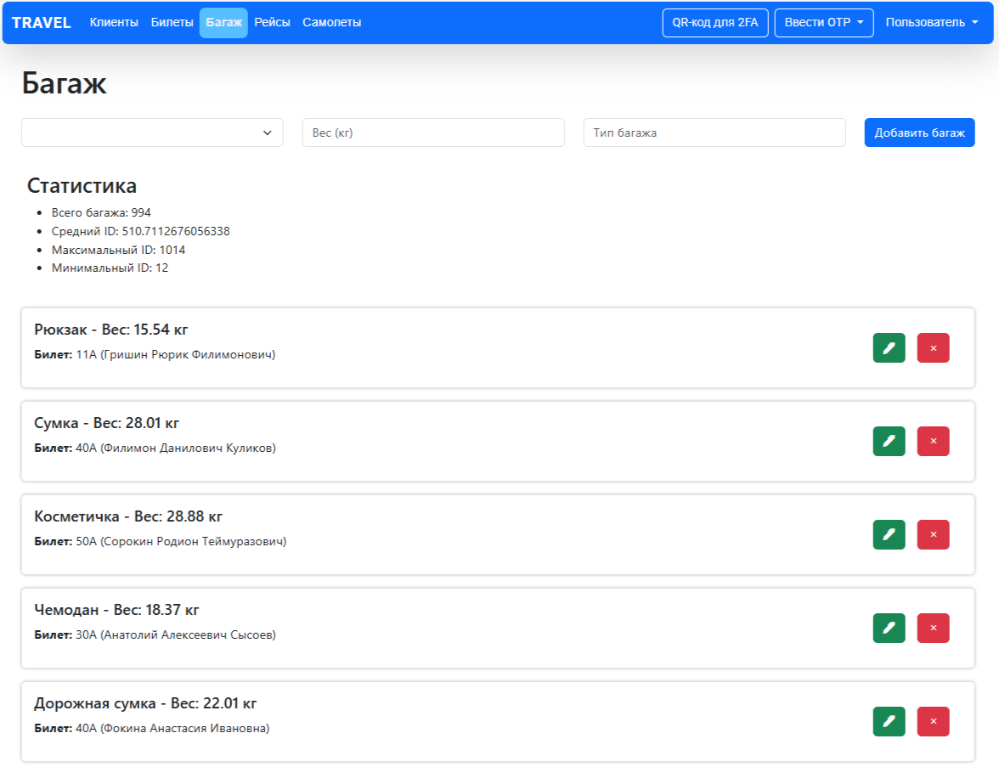 TRAVEL Клиенты Билеты Багаж Рейсы Самолеты QR-код для 2FA Ввести OTP Пользователь
Багаж
Вес (кг) Тип багажа Добавить багаж
Статистика
Всего багажа: 994
Средний ID: 510.7112676056338
Максимальный ID: 1014
Минимальный ID: 12
Рюкзак - Вес: 15.54 кг
Билет: 11A (Гришин Рюрик Филимонович)
Сумка - Вес: 28.01 кг
Билет: 40A (Филимон Данилович Куликов)
Косметичка - Вес: 28.88 кг
Билет: 50A (Сорокин Родион Теймуразович)
Чемодан - Вес: 18.37 кг
Билет: 30A (Анатолий Алексеевич Сысоев)
Дорожная сумка - Вес: 22.01 кг
Билет: 40A (Фокина Анастасия Ивановна)